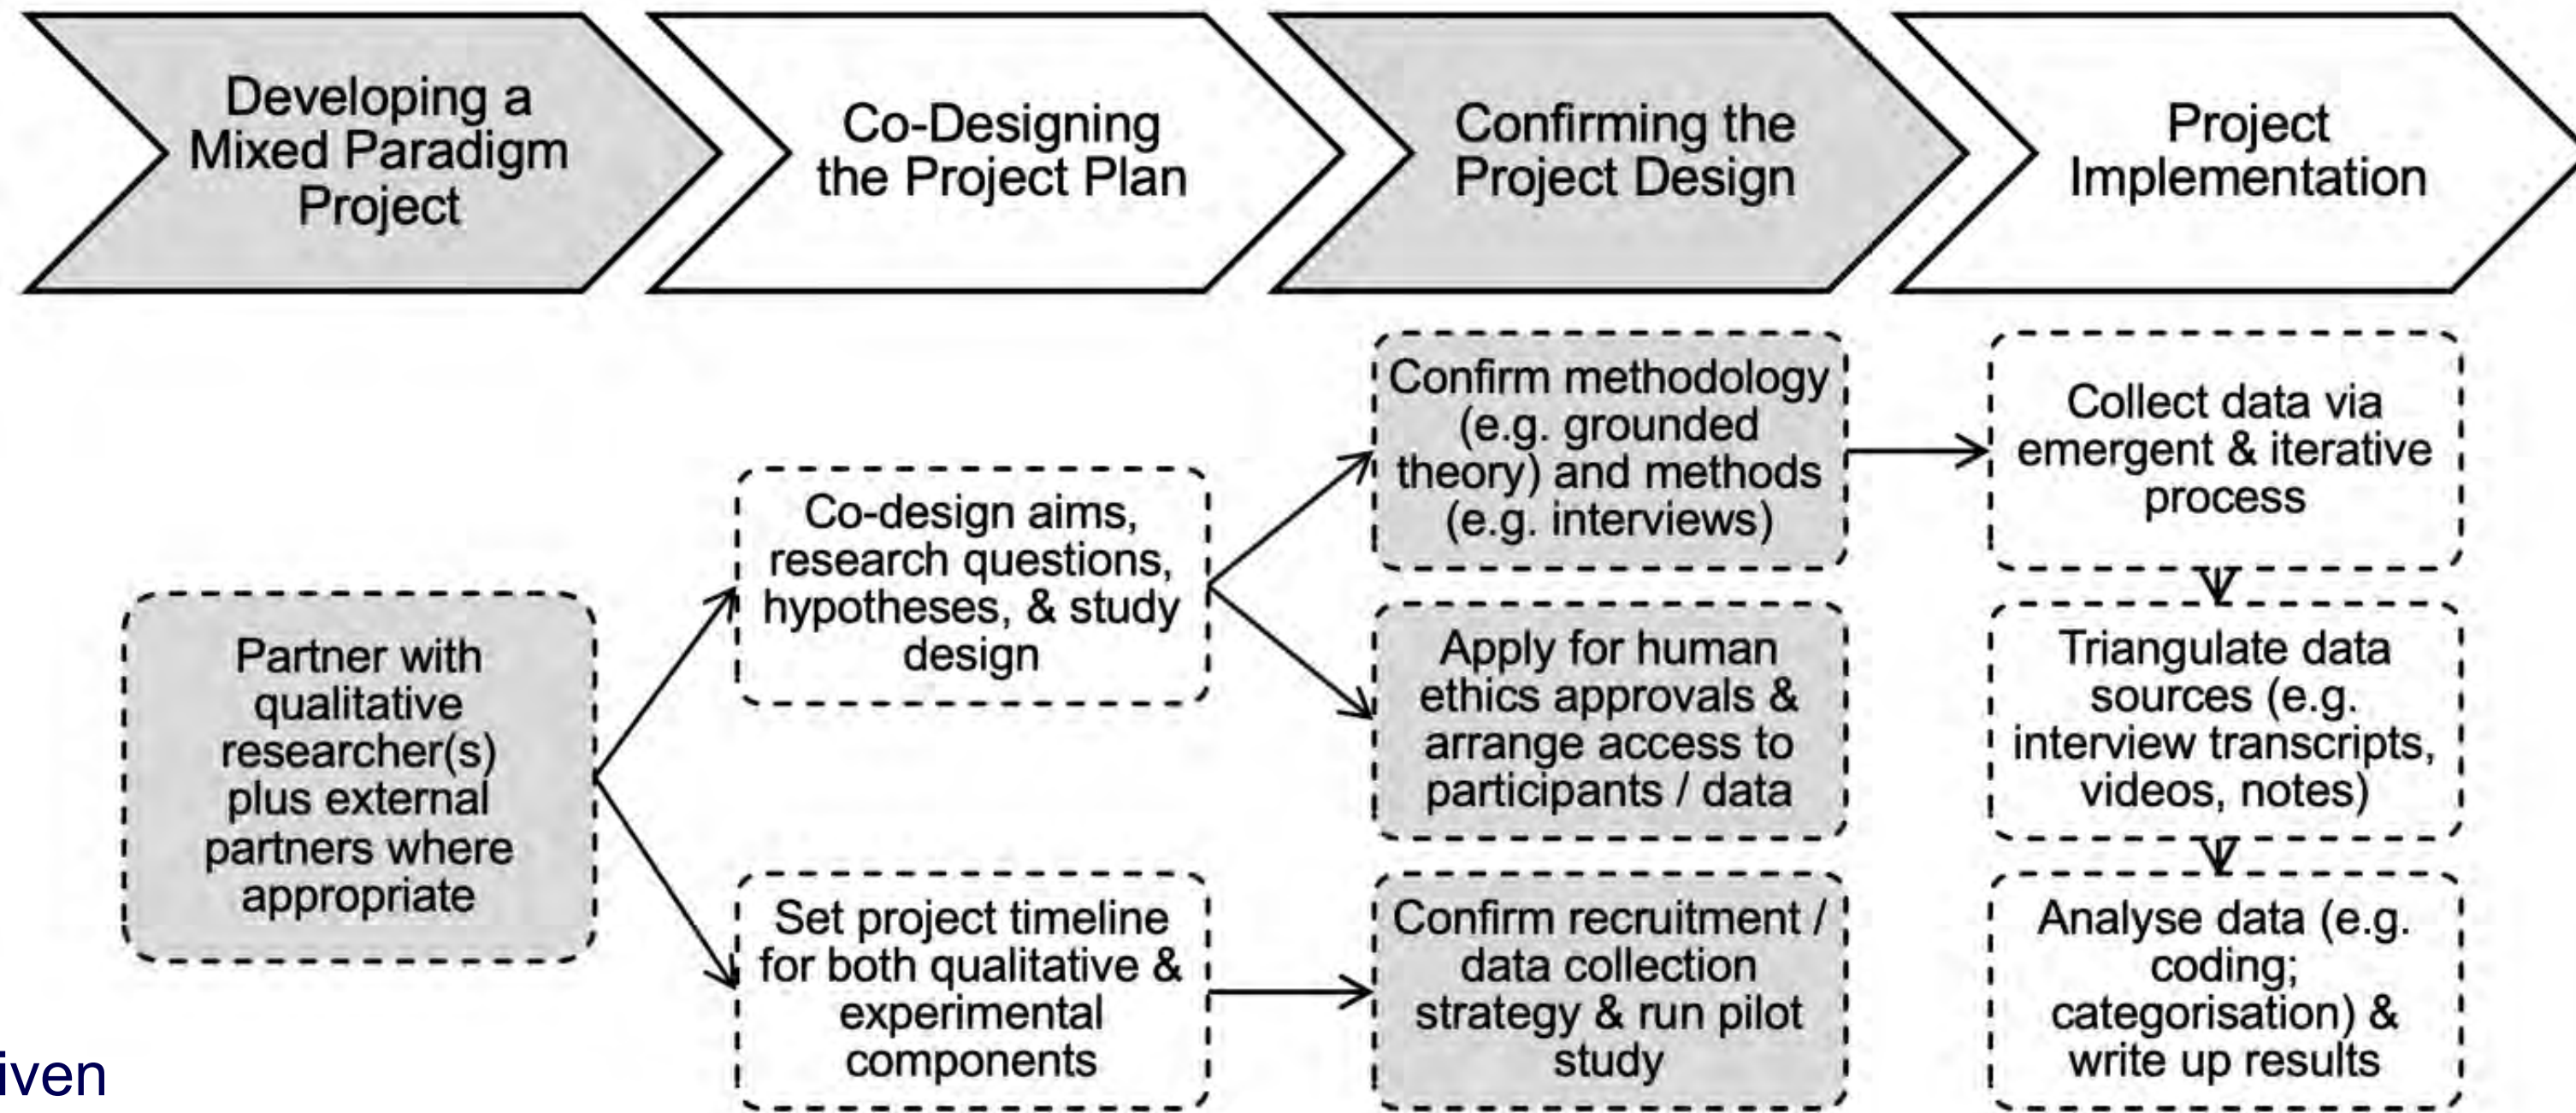 Developing a
Mixed Paradigm
Project
Co-Designing
the Project Plan
Confirming the
Project Design
Project
Implementation
Partner with
qualitative
researcher(s)
plus external
partners where
appropriate
Co-design aims,
research questions,
hypotheses, & study
design
Set project timeline
for both qualitative &
experimental
components
Confirm methodology
(e.g. grounded
theory) and methods
(e.g. interviews)
Apply for human
ethics approvals &
arrange access to
participants / data
Confirm recruitment /
data collection
strategy & run pilot
study
Collect data via
emergent & iterative
process
Triangulate data
sources (e.g.
interview transcripts,
videos, notes)
Analyse data (e.g.
coding;
categorisation) &
write up results
iven